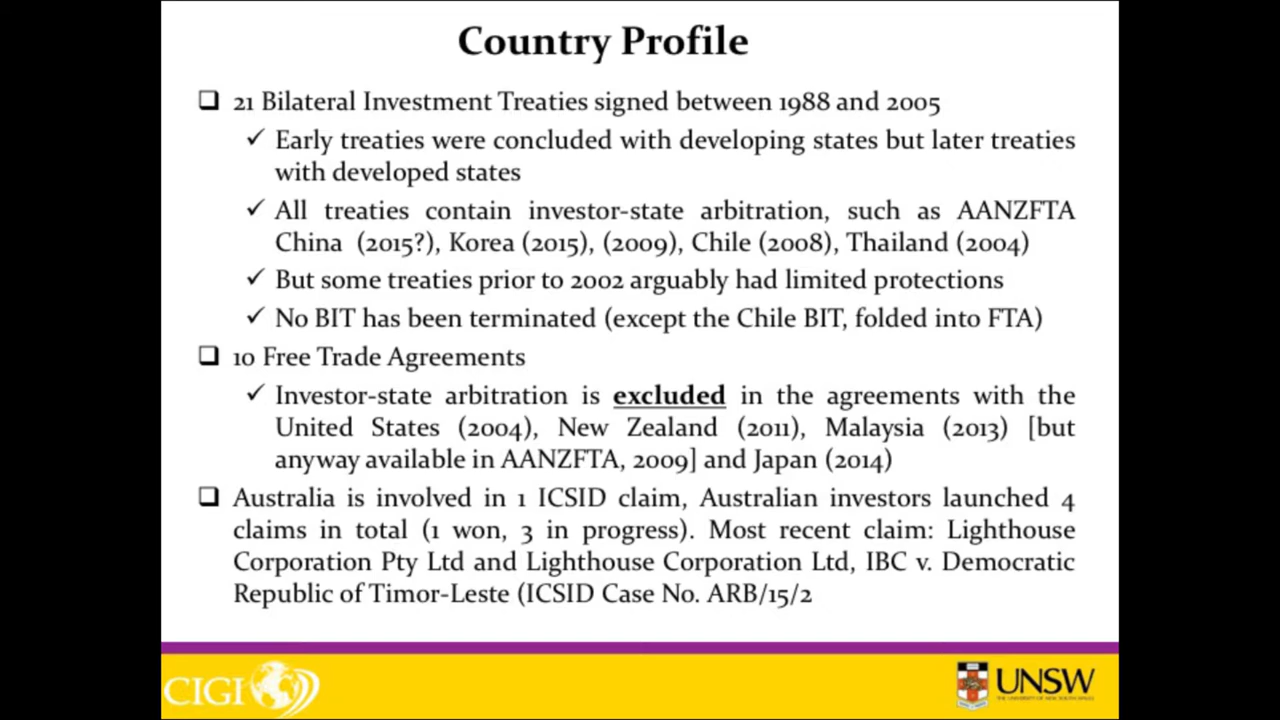 Country Profile
21 Bilateral Investment Treaties signed between 1988 and 2005
Early treaties were concluded with developing states but later treaties
with developed states
All treaties contain investor-state arbitration, such as AANZFTA
China (2015?), Korea (2015), (2009), Chile (2008), Thailand (2004)
But some treaties prior to 2002 arguably had limited protections
No BIT has been terminated (except the Chile BIT, folded into FTA)
10 Free Trade Agreements
Investor-state arbitration is excluded in the agreements with the
United States (2004), New Zealand (2011), Malaysia (2013) [but
anyway available in AANZFTA, 2009] and Japan (2014)
Australia is involved in 1 ICSID claim, Australian investors launched 4
claims in total (1 won, 3 in progress). Most recent claim: Lighthouse
Corporation Pty Ltd and Lighthouse Corporation Ltd, IBC v. Democratic
Republic of Timor-Leste (ICSID Case No. ARB/15/2
CIGI
UNSW
THE UNIVERSITY OF NEW SOUTH WALES